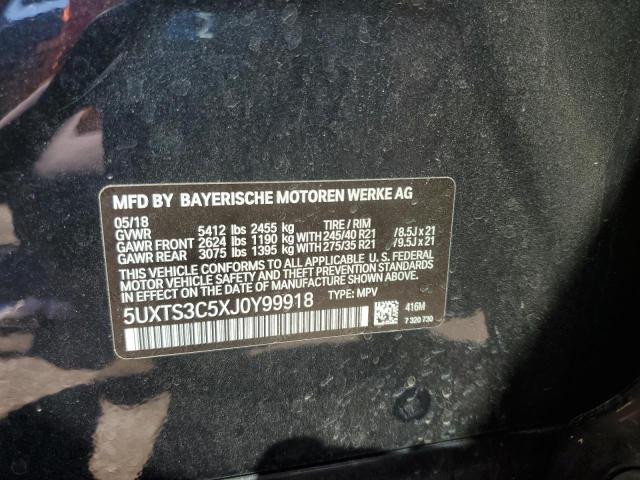 MFD BY BAYERISCHE MOTOREN WERKE AG
05/18
GVWR 5412 lbs 2455 kg TIRE / RIM
GAWR FRONT 2624 lbs 1190 kg WITH 245/40 R21 /8.5J x 21
GAWR REAR 3075 lbs 1395 kg WITH 275/35 R21 /9.5J x 21
THIS VEHICLE CONFORMS TO ALL APPLICABLE U. S. FEDERAL
MOTOR VEHICLE SAFETY AND THEFT PREVENTION STANDARDS
IN EFFECT ON THE DATE OF MANUFACTURE SHOWN ABOVE.
5UXTS3C5XJ0Y99918 TYPE: MPV
416M
7 320 730